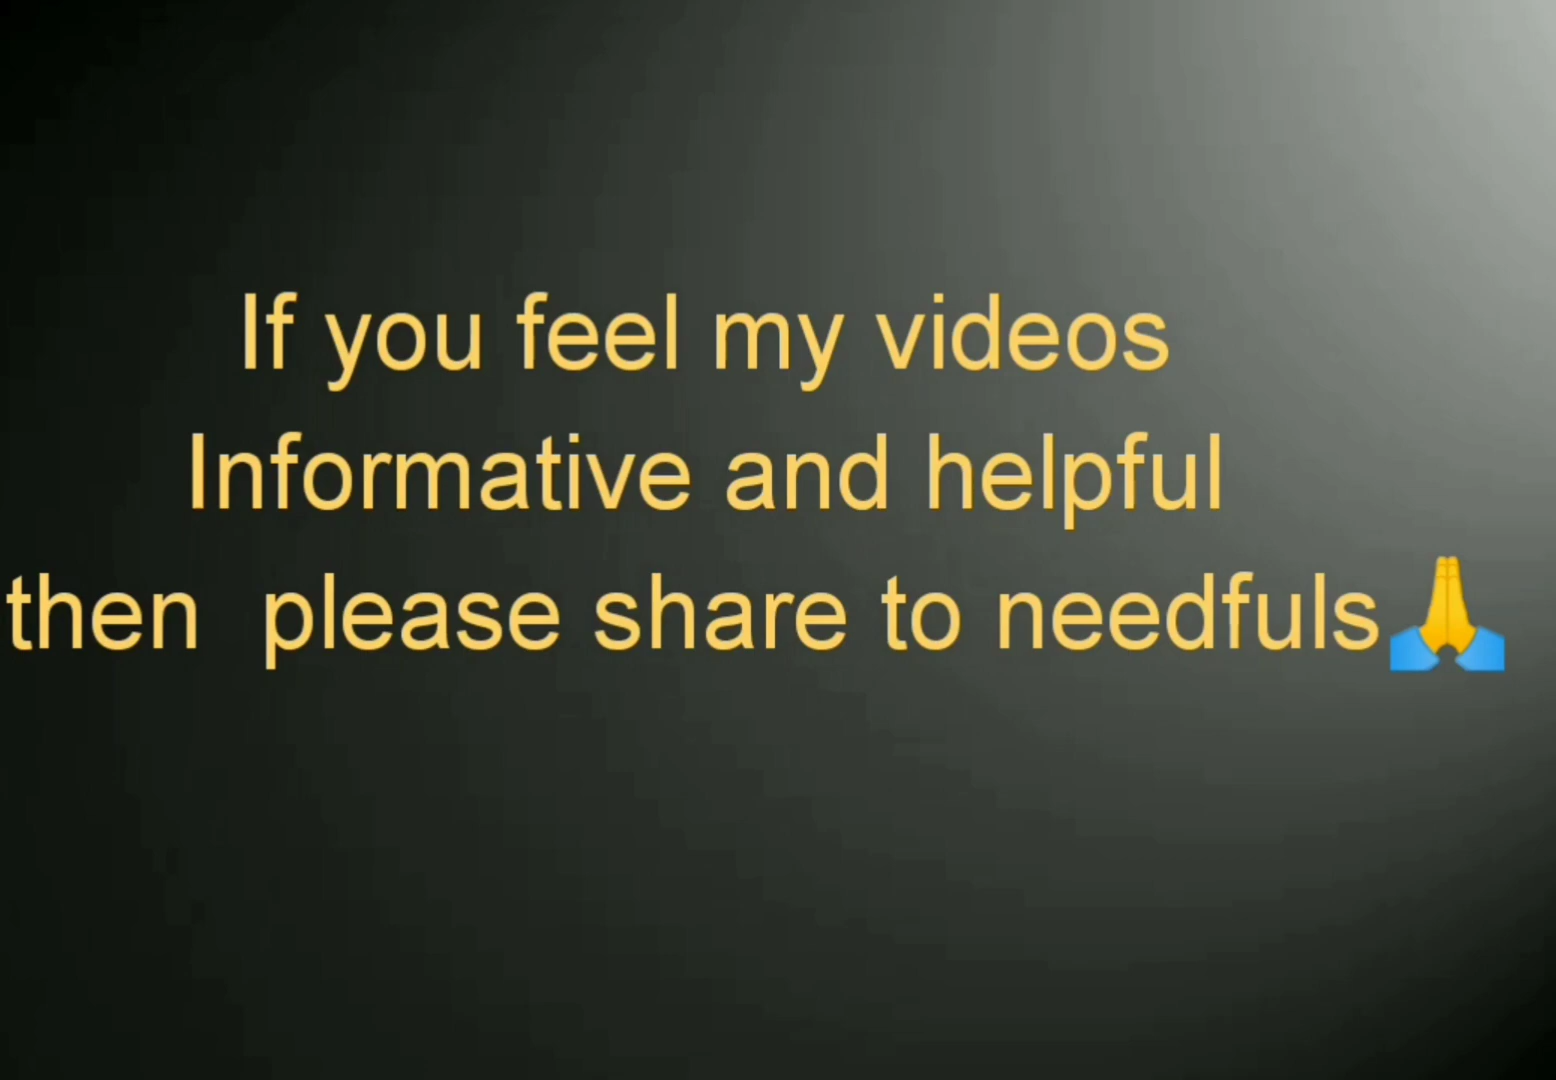 If you feel my videos
Informative and helpful
then  please share to needfuls🙏